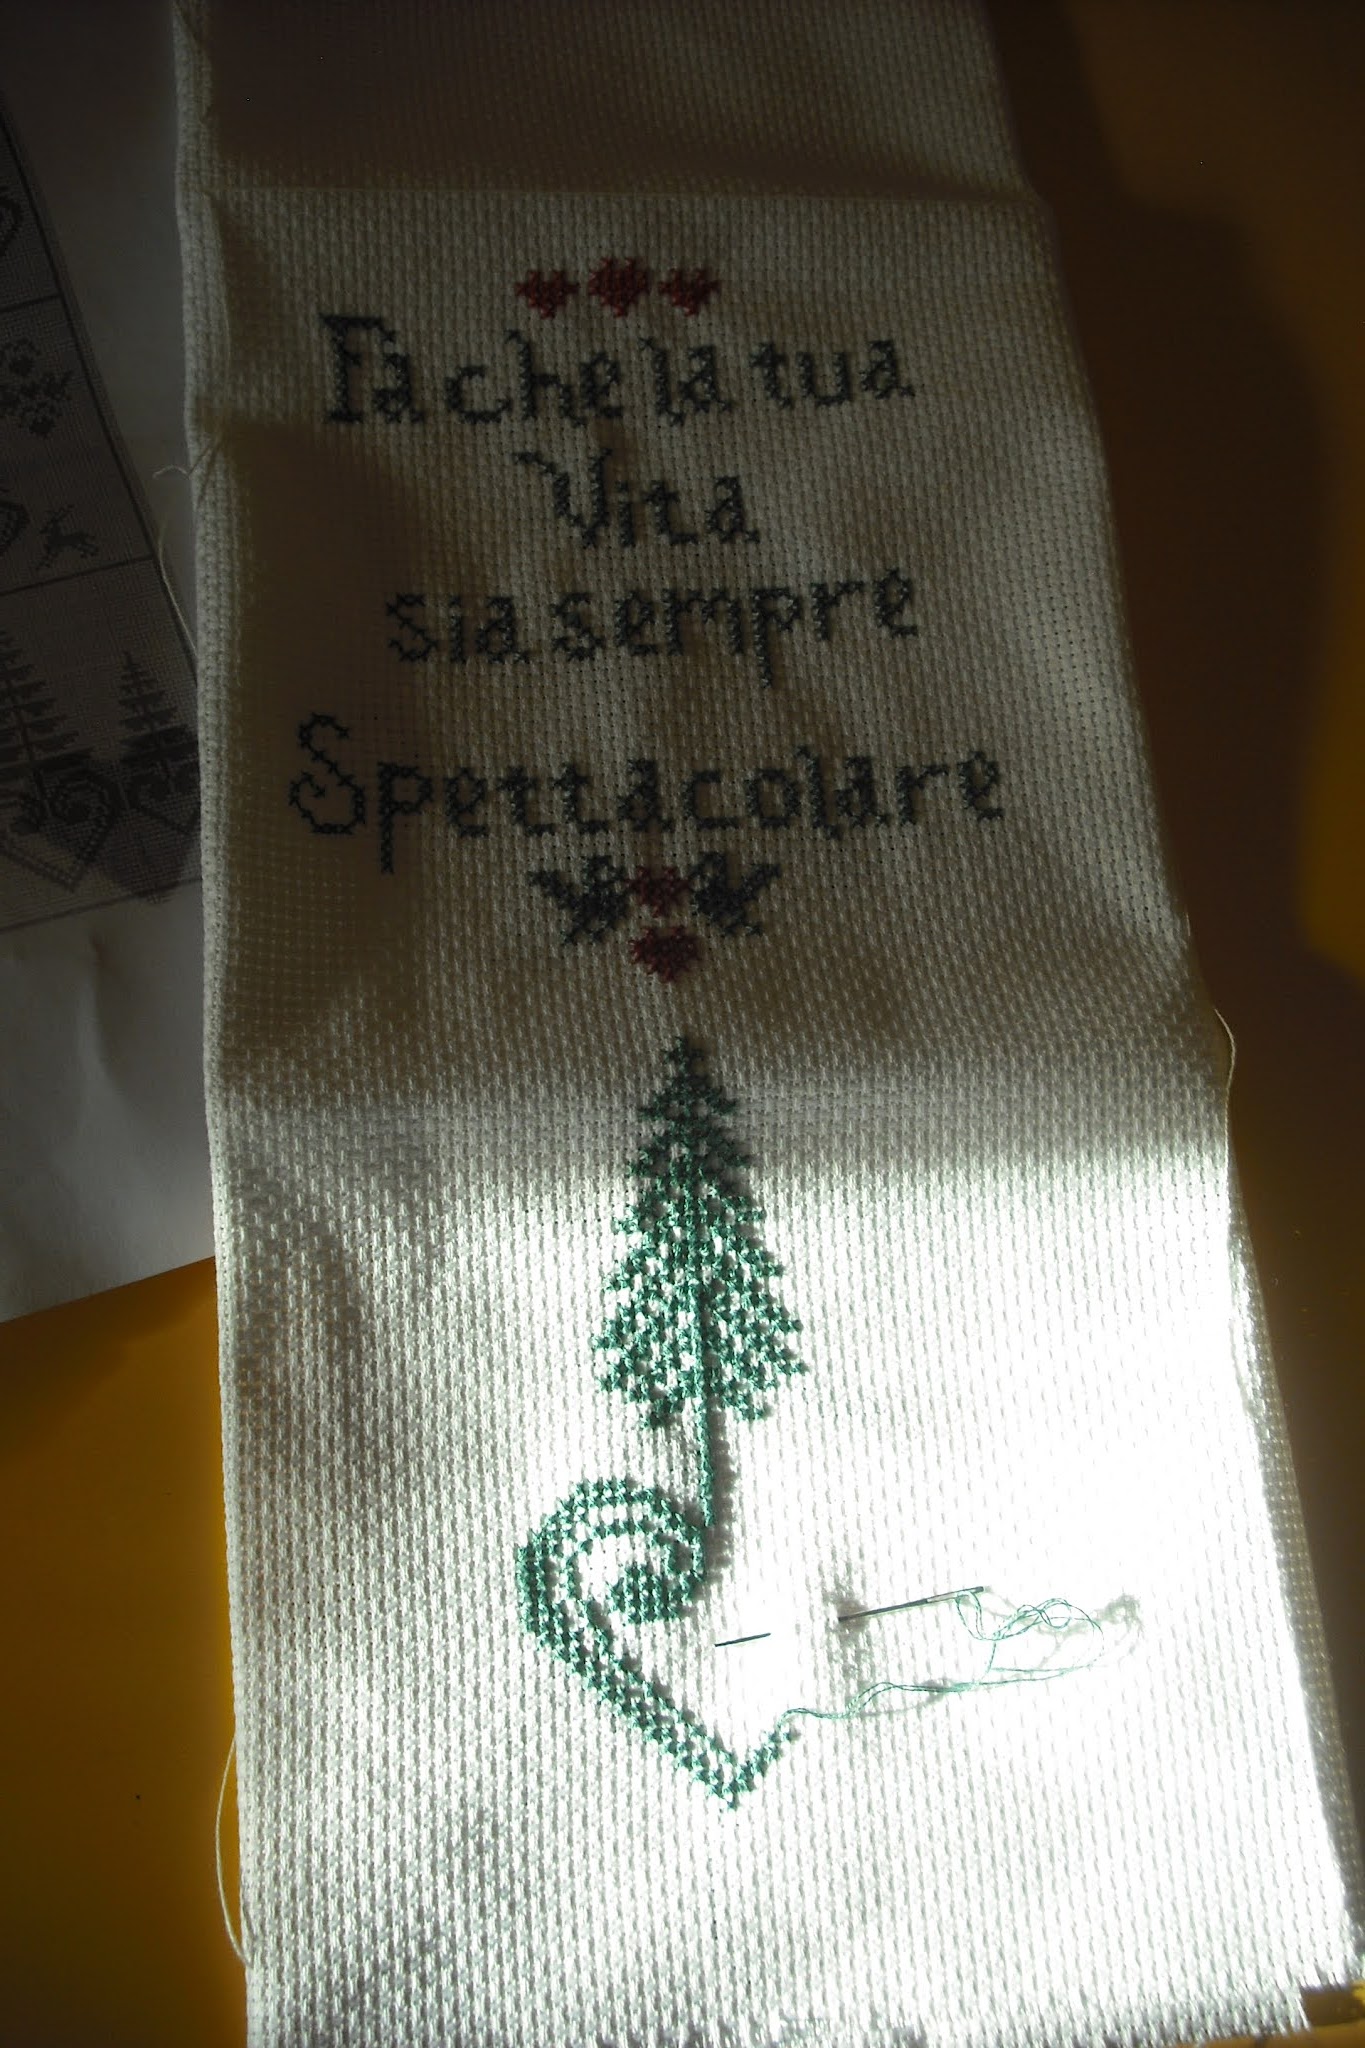 Fa che la tua
Vita
sia sempre
Spettacolare